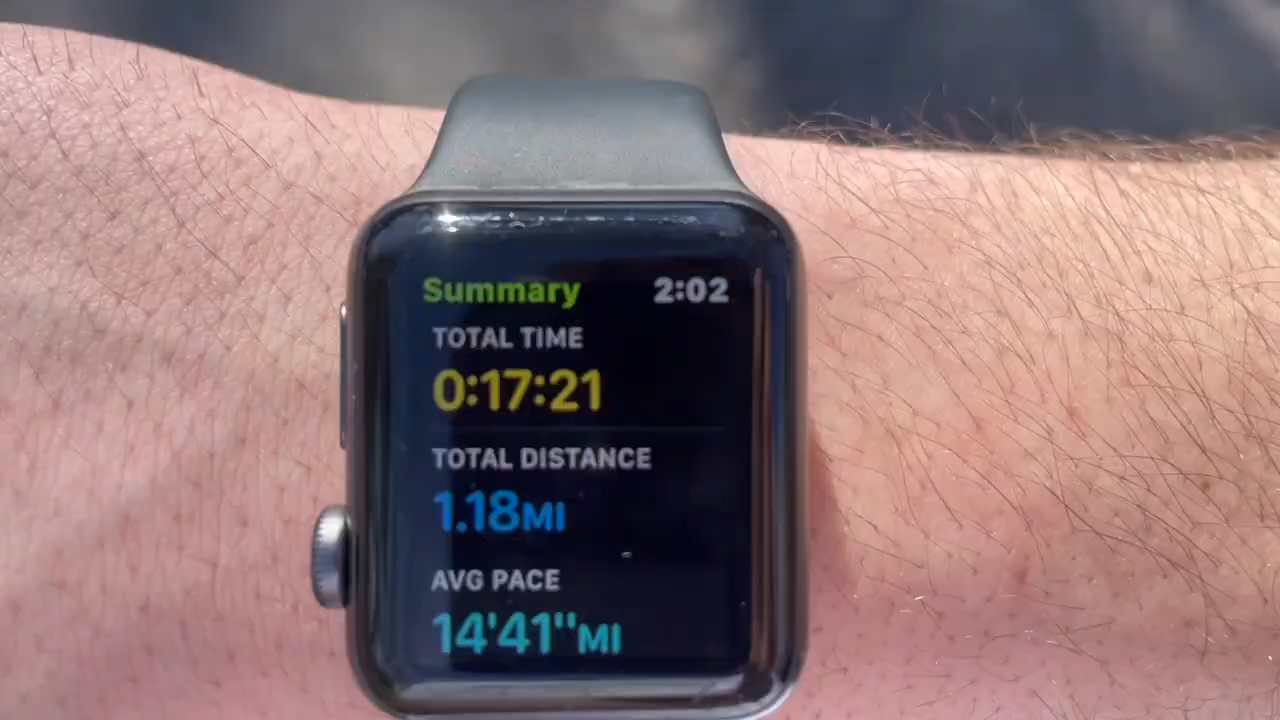 Summary 2:02
TOTAL TIME
0:17:21
TOTAL DISTANCE
1.18MI
AVG PACE
14'41"MI